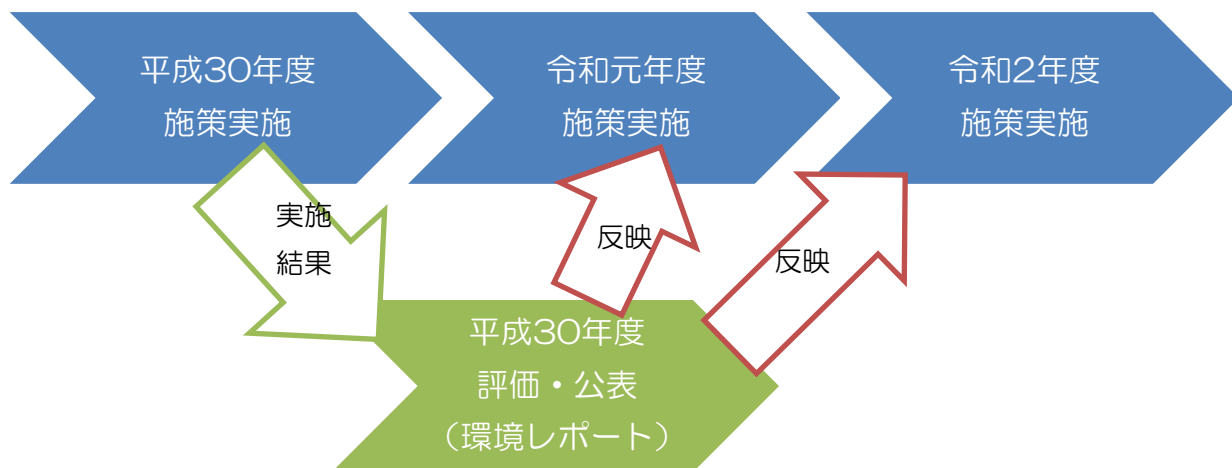 平成30年度
施策実施
令和元年度
施策実施
令和2年度
施策実施
実施
結果
反映
反映
平成30年度
評価・公表
（環境レポート）